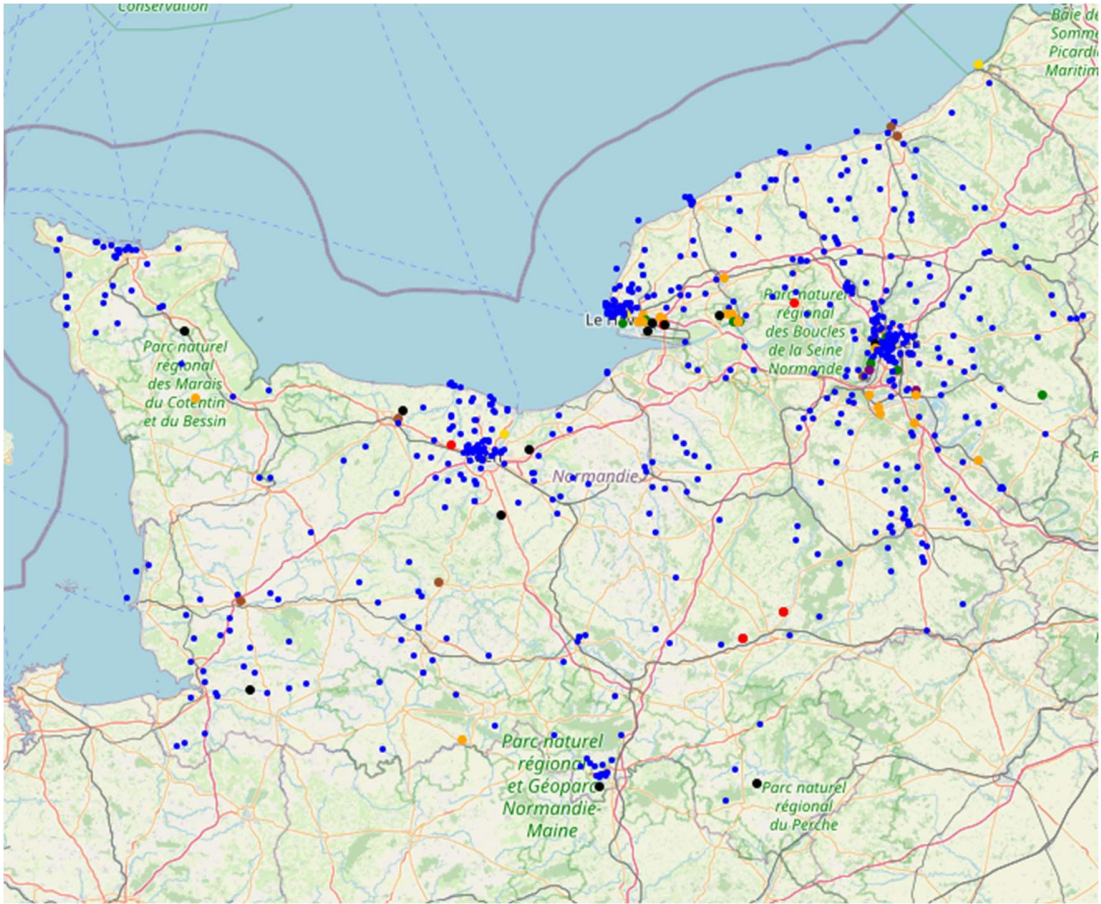 Conservation
Baie de
Somme
Picardi
Maritim
Le Hav
Parc naturel
régional
des Boucles
de la Seine
Normande
Parc naturel
régional
des Marais
du Cotentin
et du Bessin
Normandie
Parc naturel
régional
et Géoparc
Normandie-
Maine
Parc naturel
régional
du Perche